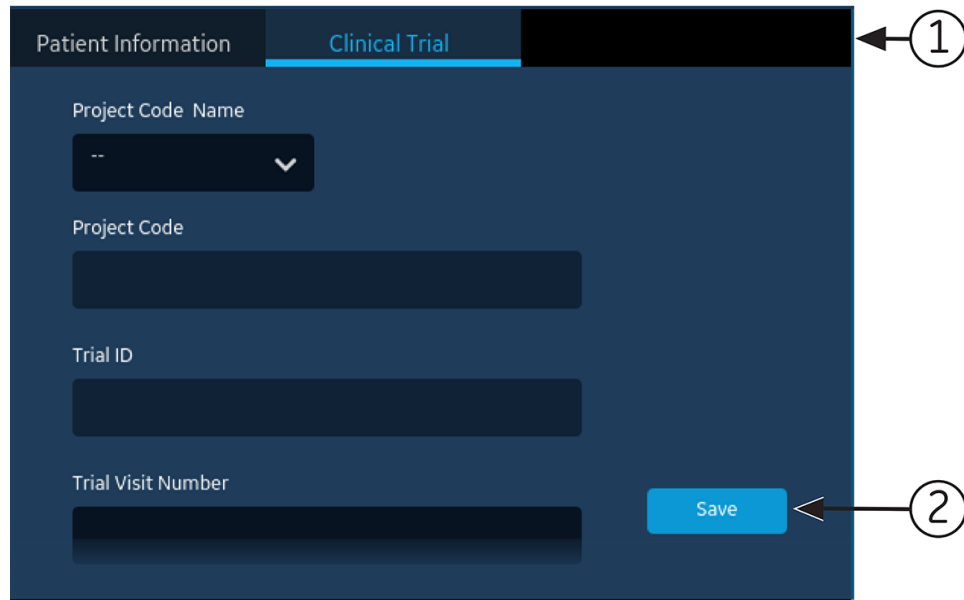 Patient Information Clinical Trial
1
Project Code Name
--
Project Code
Trial ID
Trial Visit Number
Save
2